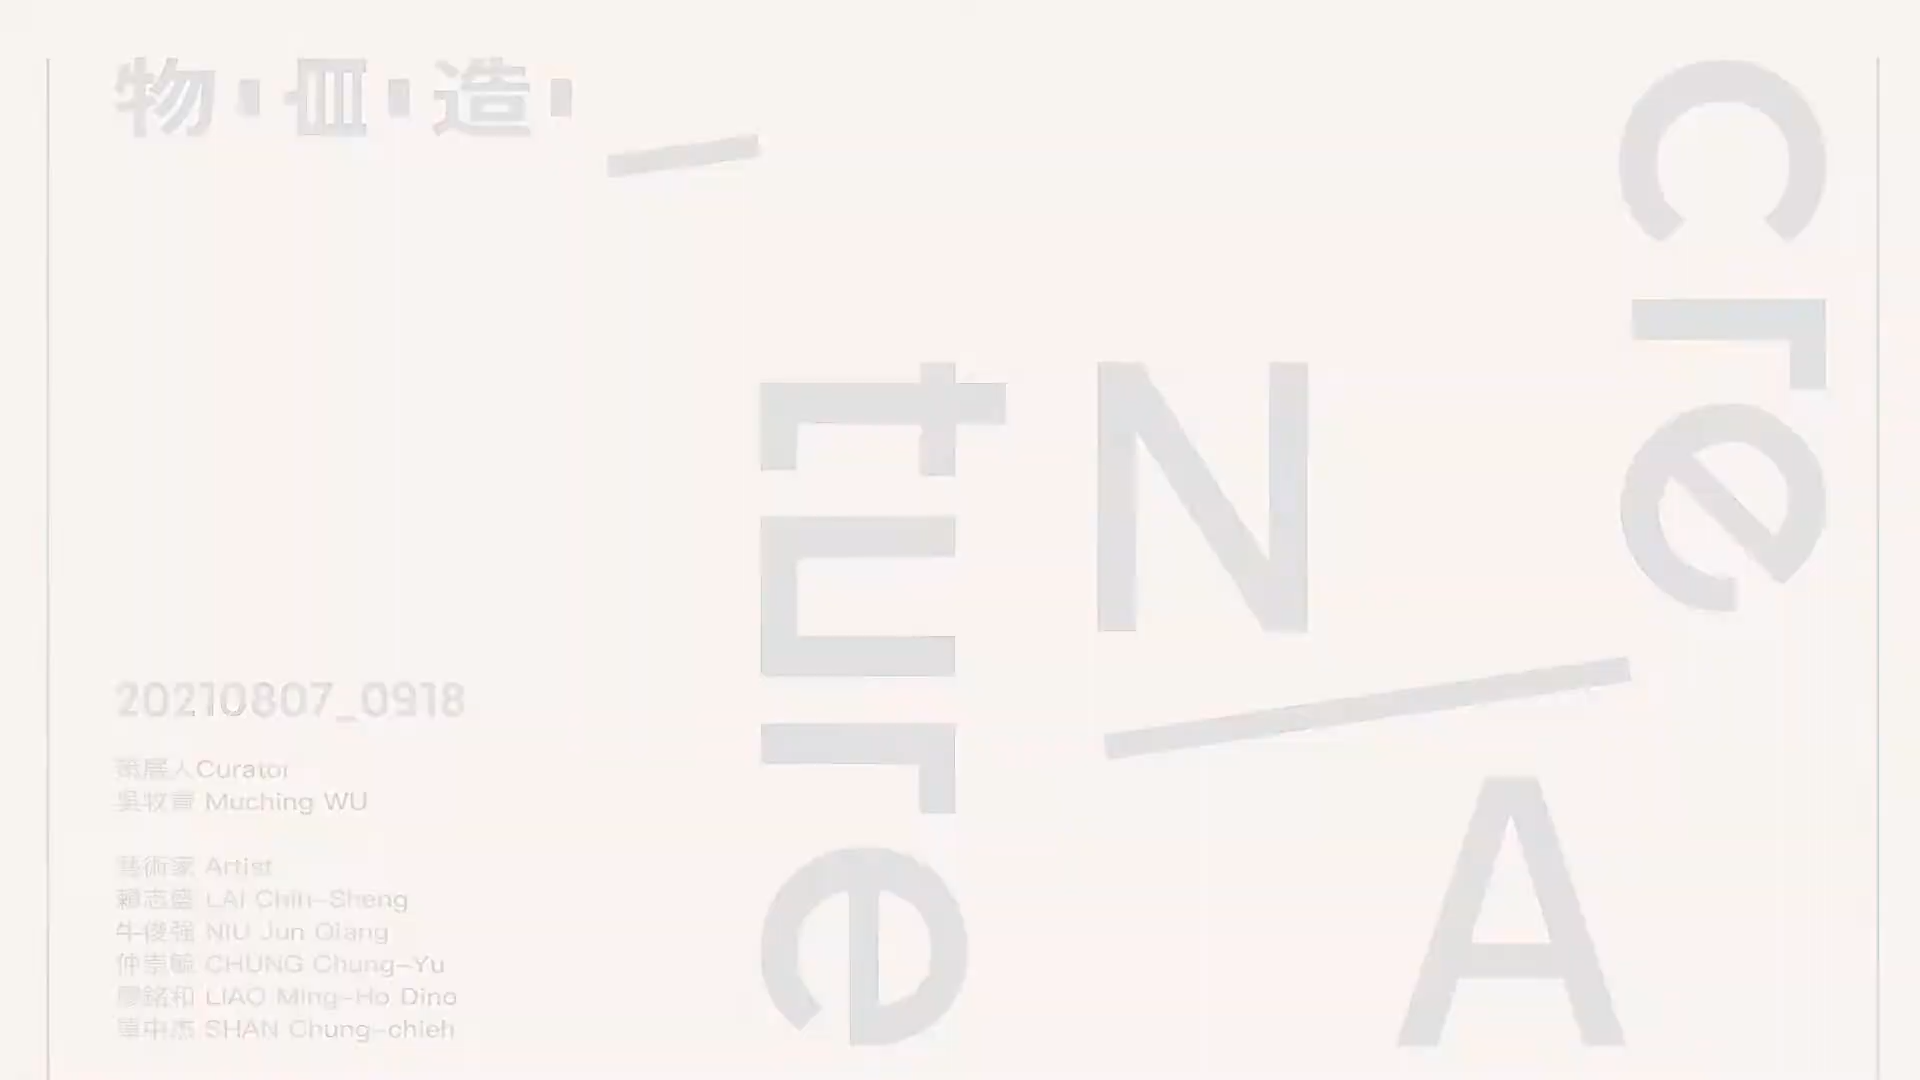 物·皿·造·
Cre
N
A
ture
20210807_0918
策展人Curator
吳牧青 Muching WU
藝術家 Artist
賴志盛 LAI Chih-Sheng
牛俊强 NIU Jun Qiang
仲崇毓 CHUNG Chung-Yu
廖銘和 LIAO Ming-Ho Dino
單中杰 SHAN Chung-chieh